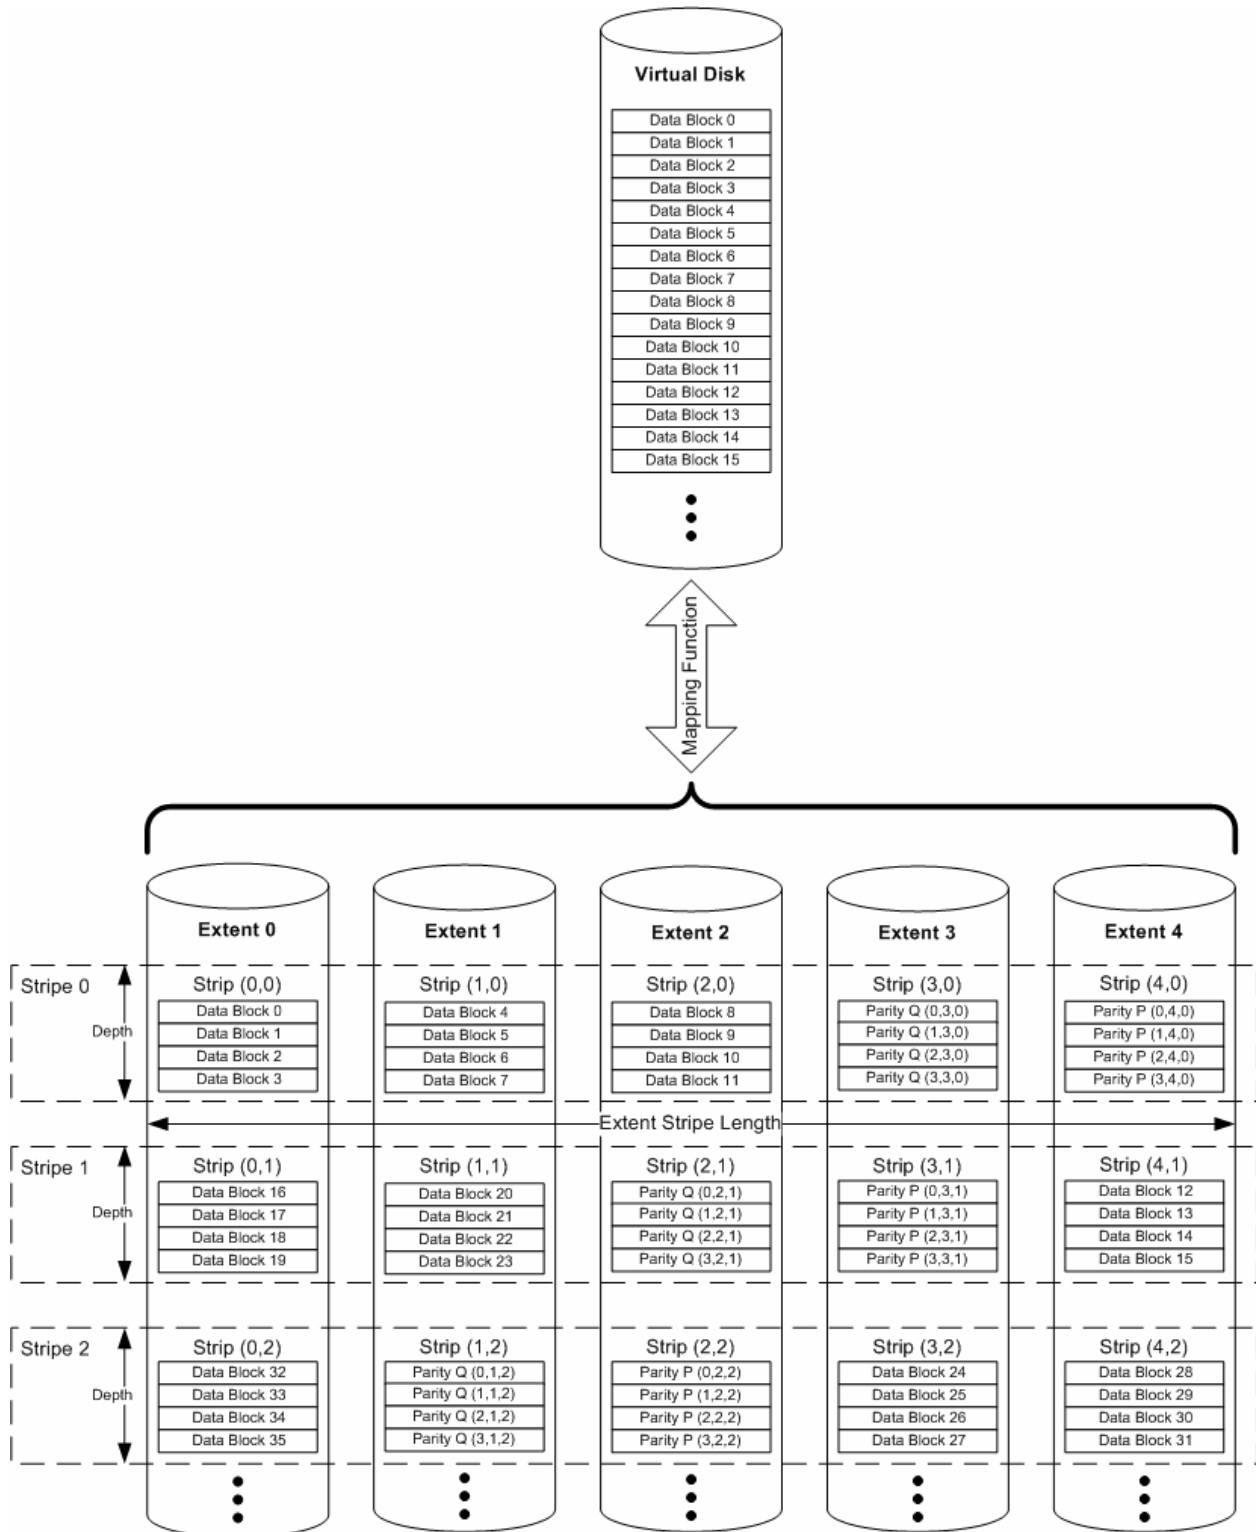 Virtual Disk
Data Block 0
Data Block 1
Data Block 2
Data Block 3
Data Block 4
Data Block 5
Data Block 6
Data Block 7
Data Block 8
Data Block 9
Data Block 10
Data Block 11
Data Block 12
Data Block 13
Data Block 14
Data Block 15
Mapping Function
Extent 0 Extent 1 Extent 2 Extent 3 Extent 4
Stripe 0 Strip (0,0) Strip (1,0) Strip (2,0) Strip (3,0) Strip (4,0)
Data Block 0 Data Block 4 Data Block 8 Parity Q (0,3,0) Parity P (0,4,0)
Depth Data Block 1 Data Block 5 Data Block 9 Parity Q (1,3,0) Parity P (1,4,0)
Data Block 2 Data Block 6 Data Block 10 Parity Q (2,3,0) Parity P (2,4,0)
Data Block 3 Data Block 7 Data Block 11 Parity Q (3,3,0) Parity P (3,4,0)
Extent Stripe Length
Stripe 1 Strip (0,1) Strip (1,1) Strip (2,1) Strip (3,1) Strip (4,1)
Data Block 16 Data Block 20 Parity Q (0,2,1) Parity P (0,3,1) Data Block 12
Depth Data Block 17 Data Block 21 Parity Q (1,2,1) Parity P (1,3,1) Data Block 13
Data Block 18 Data Block 22 Parity Q (2,2,1) Parity P (2,3,1) Data Block 14
Data Block 19 Data Block 23 Parity Q (3,2,1) Parity P (3,3,1) Data Block 15
Stripe 2 Strip (0,2) Strip (1,2) Strip (2,2) Strip (3,2) Strip (4,2)
Data Block 32 Parity Q (0,1,2) Parity P (0,2,2) Data Block 24 Data Block 28
Depth Data Block 33 Parity Q (1,1,2) Parity P (1,2,2) Data Block 25 Data Block 29
Data Block 34 Parity Q (2,1,2) Parity P (2,2,2) Data Block 26 Data Block 30
Data Block 35 Parity Q (3,1,2) Parity P (3,2,2) Data Block 27 Data Block 31